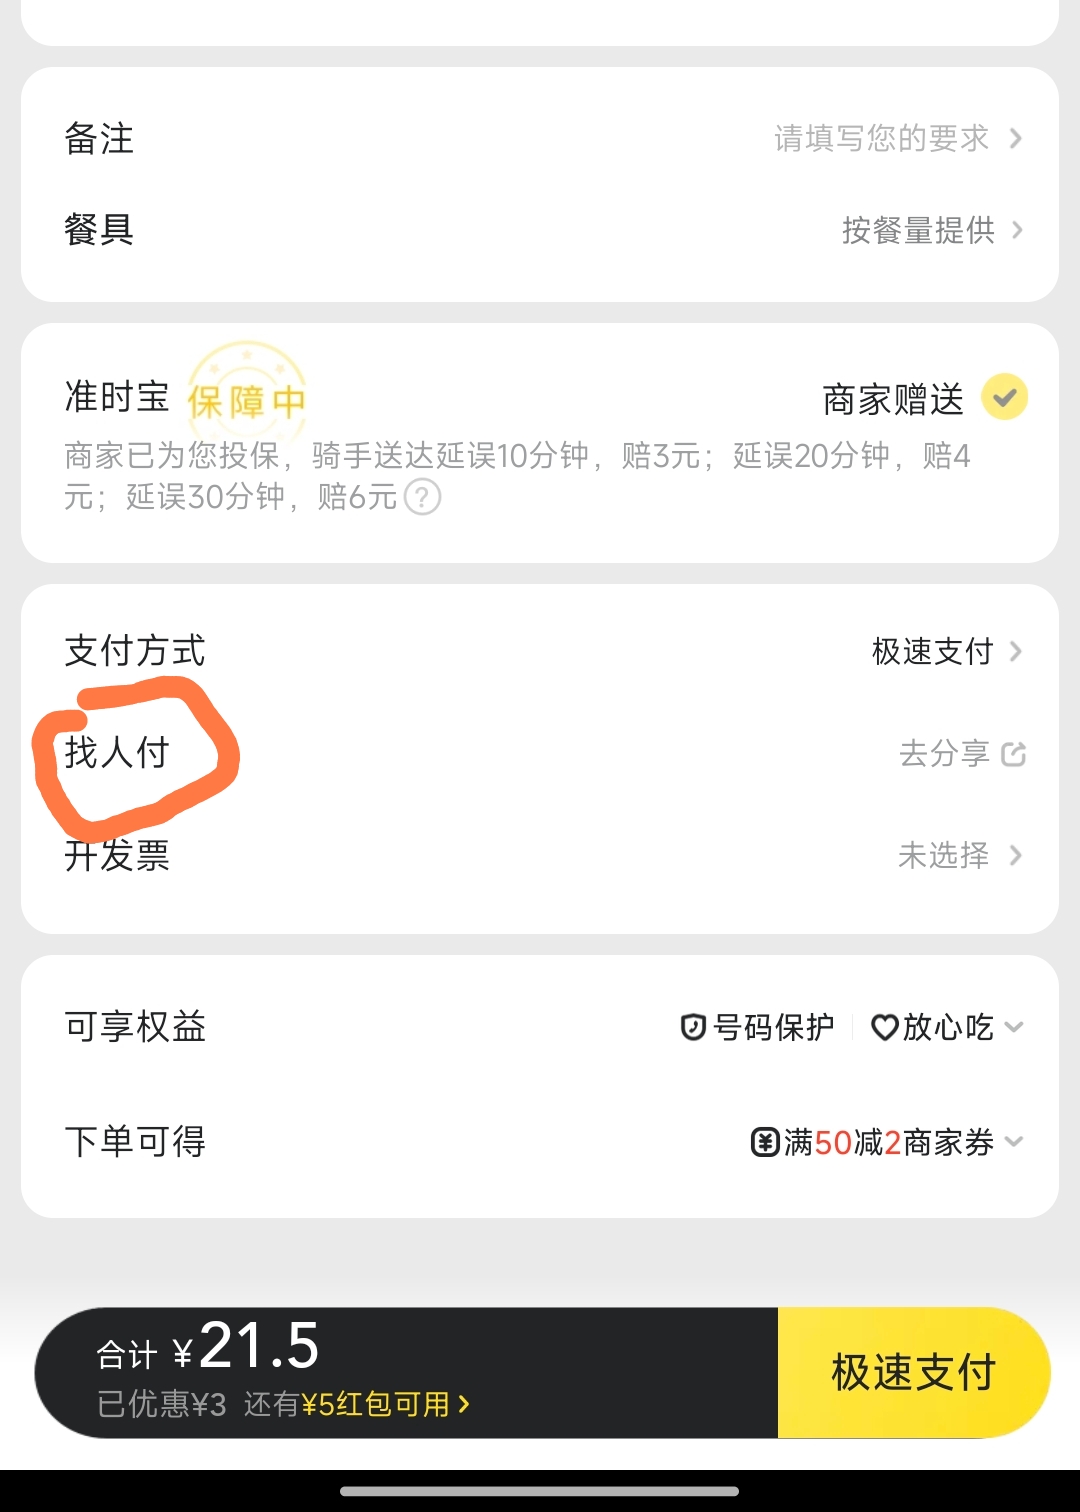 备注 请填写您的要求
餐具 按餐量提供
准时宝 保障中 商家赠送
商家已为您投保，骑手送达延误10分钟，赔3元；延误20分钟，赔4
元；延误30分钟，赔6元?
支付方式 极速支付
找人付 去分享
开发票 未选择
可享权益 号码保护 放心吃
下单可得 满50减2商家券
合计 ¥21.5
已优惠¥3 还有¥5红包可用
极速支付